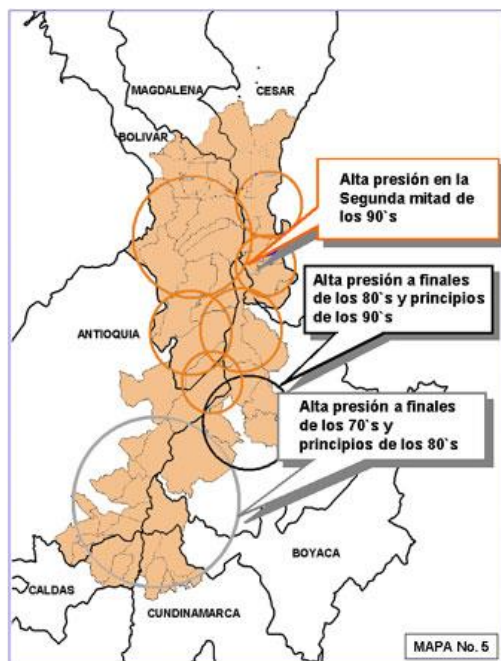 MAGDALENA
CESAR
BOLIVAR
Alta presión en la
Segunda mitad de
los 90`s
Alta presión a finales
de los 80`s y principios
de los 90`s
ANTIOQUIA
Alta presión a finales
de los 70`s y
principios de los 80`s
BOYACA
CALDAS
CUNDINAMARCA
MAPA No. 5